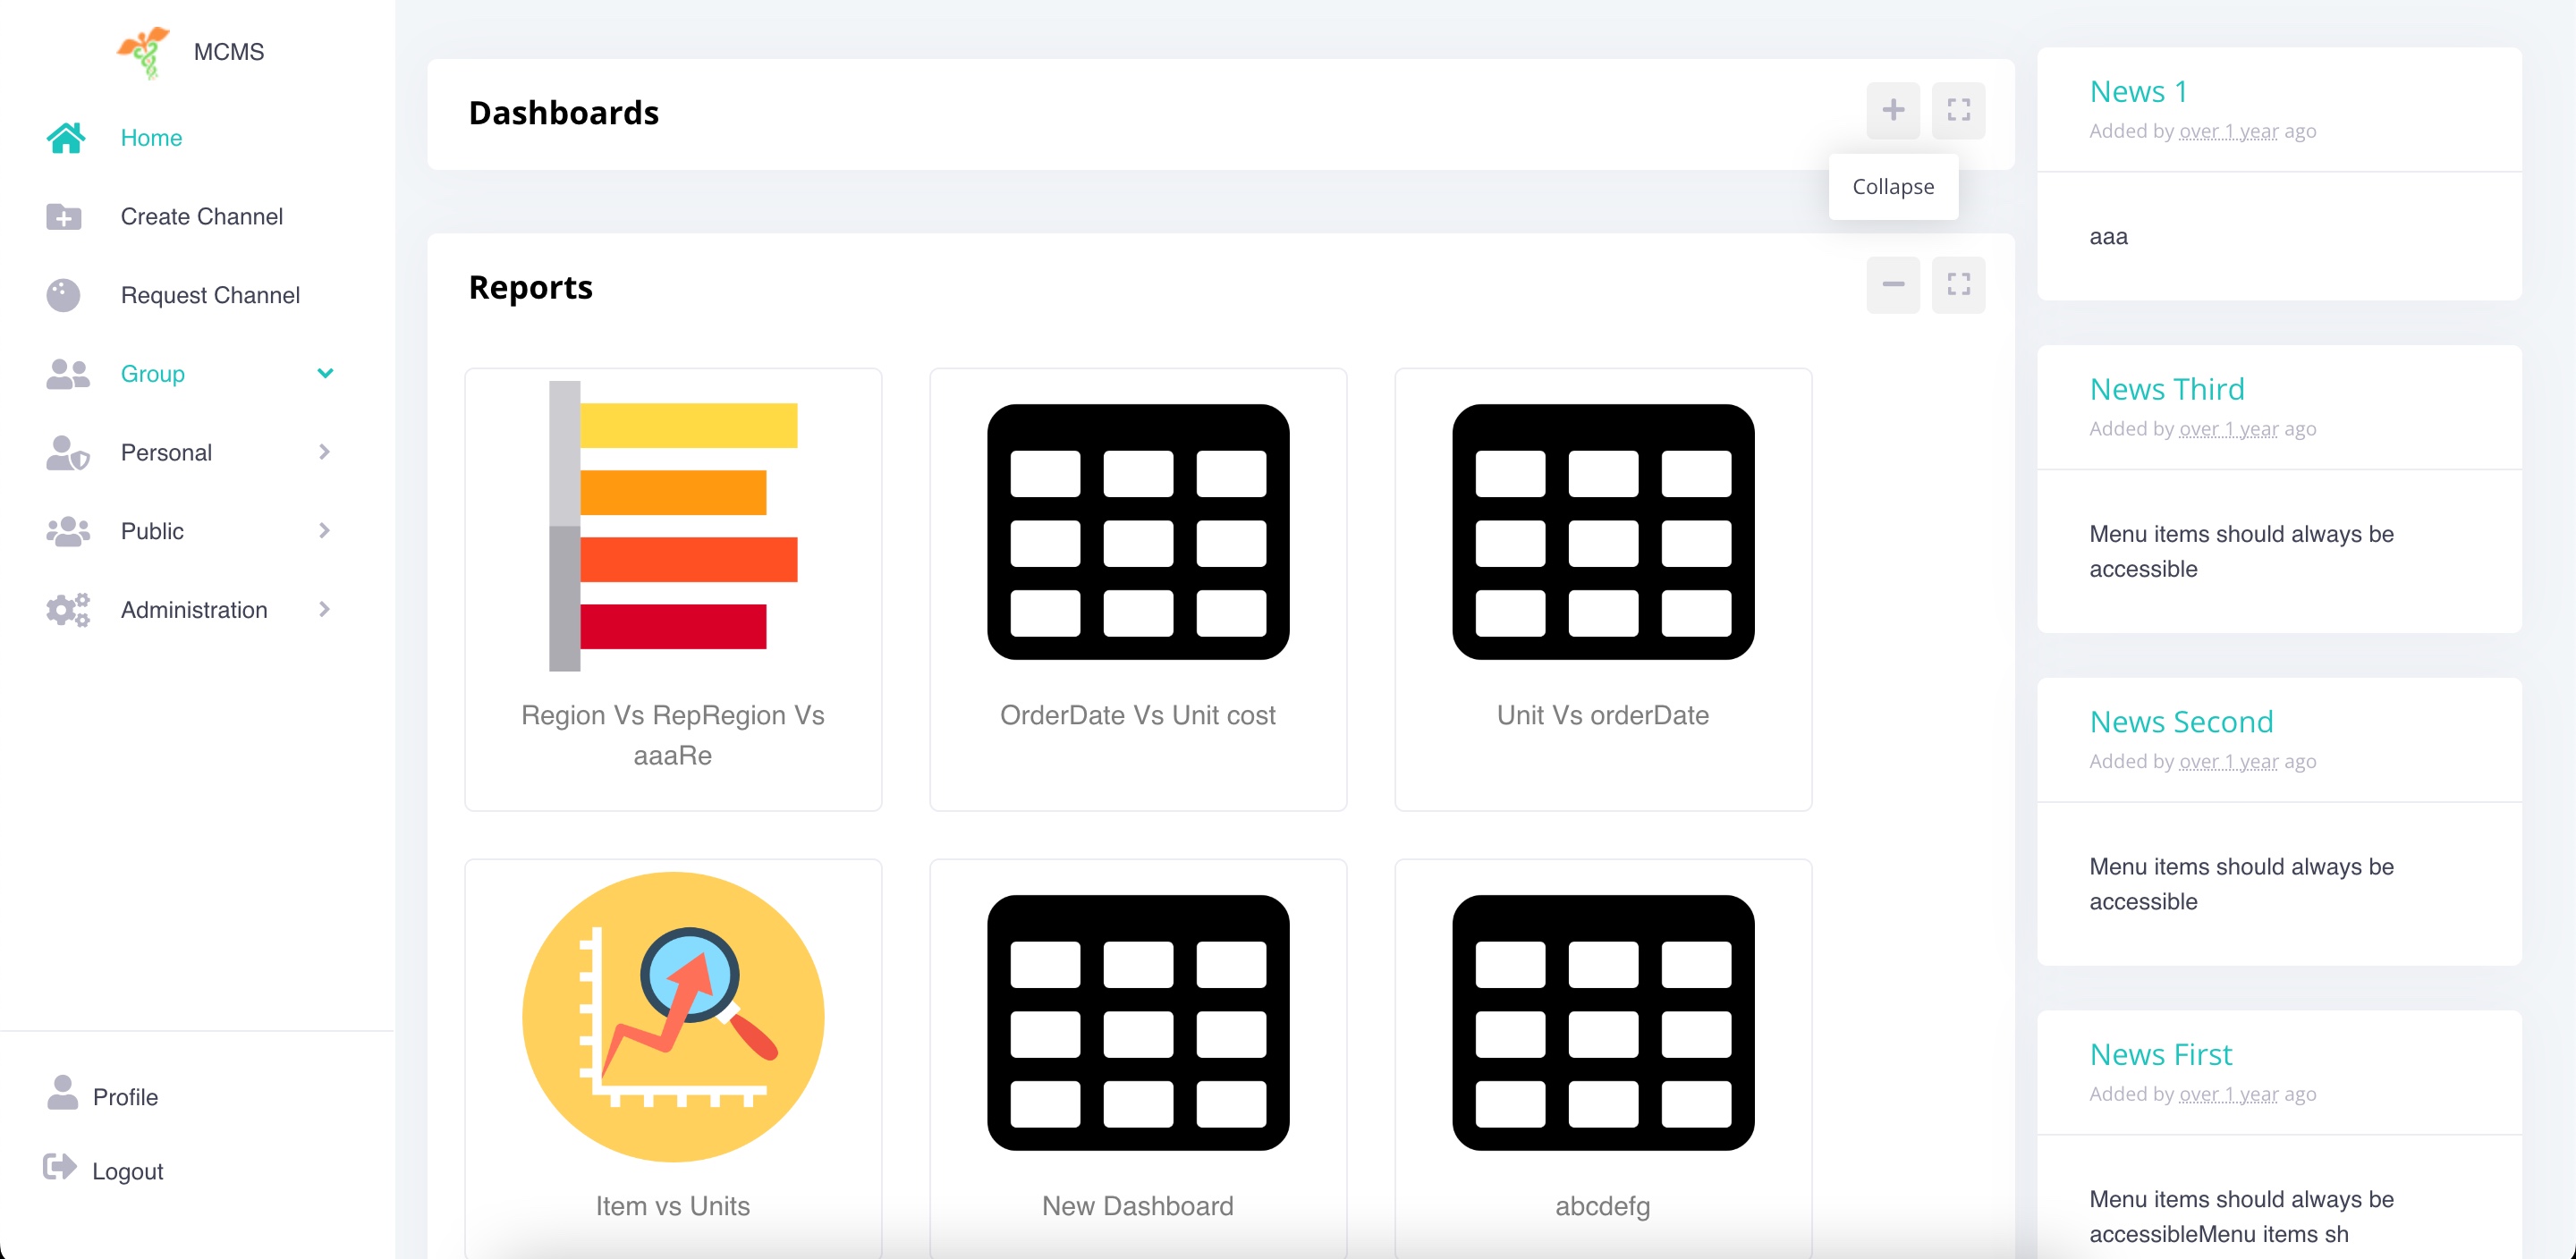 MCMS
Home
Create Channel
Request Channel
Group
Personal
Public
Administration
Profile
Logout
Dashboards
Collapse
Reports
Region Vs RepRegion Vs
aaaRe
OrderDate Vs Unit cost
Unit Vs orderDate
Item vs Units
New Dashboard
abcdefg
News 1
Added by over 1 year ago
aaa
News Third
Added by over 1 year ago
Menu items should always be
accessible
News Second
Added by over 1 year ago
Menu items should always be
accessible
News First
Added by over 1 year ago
Menu items should always be
accessibleMenu items sh